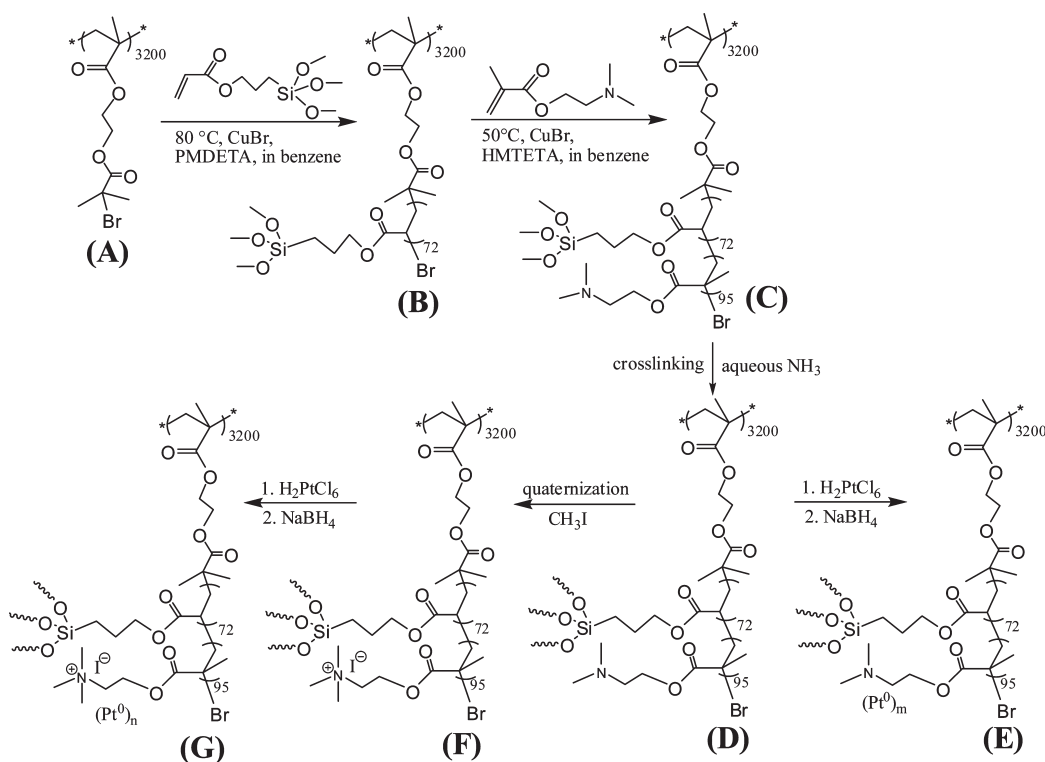 * ( ) *
3200
O
O
O
O
O
Br
(A)
O
O
Si
O
O
O
80 °C, CuBr,
PMDETA, in benzene
* ( ) *
3200
O
O
O
O
O
O
Si
O
O
O
O
72
Br
(B)
O
O
N
50°C, CuBr,
HMTETA, in benzene
* ( ) *
3200
O
O
O
O
O
O
Si
O
O
O
O
72
N
O
O
95
Br
(C)
crosslinking
aqueous NH3
* ( ) *
3200
O
O
O
O
O
O
Si
O
O
O
O
72
N
⊕
I⊖
O
O
95
(Pt0)n
Br
(G)
1. H2PtCl6
2. NaBH4
* ( ) *
3200
O
O
O
O
O
O
Si
O
O
O
O
72
N
⊕
I⊖
O
O
95
Br
(F)
quaternization
CH3I
* ( ) *
3200
O
O
O
O
O
O
Si
O
O
O
O
72
N
O
O
95
Br
(D)
1. H2PtCl6
2. NaBH4
* ( ) *
3200
O
O
O
O
O
O
Si
O
O
O
O
72
N
O
O
95
(Pt0)m
Br
(E)